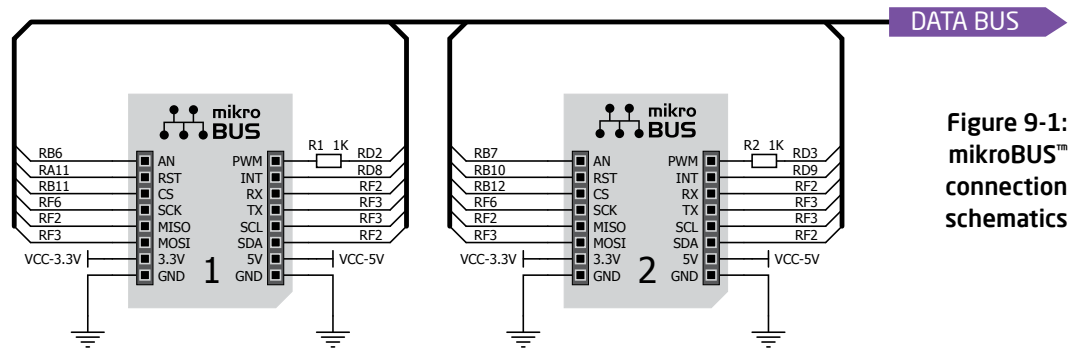 DATA BUS
mikro
BUS
RB6 AN PWM R1 1K RD2
RA11 RST INT RD8
RB11 CS RX RF2
RF6 SCK TX RF3
RF2 MISO SCL RF3
RF3 MOSI SDA RF2
VCC-3.3V 3.3V 5V VCC-5V
GND 1 GND
mikro
BUS
RB7 AN PWM R2 1K RD3
RB10 RST INT RD9
RB12 CS RX RF2
RF6 SCK TX RF3
RF2 MISO SCL RF3
RF3 MOSI SDA RF2
VCC-3.3V 3.3V 5V VCC-5V
GND 2 GND
Figure 9-1:
mikroBUS™
connection
schematics